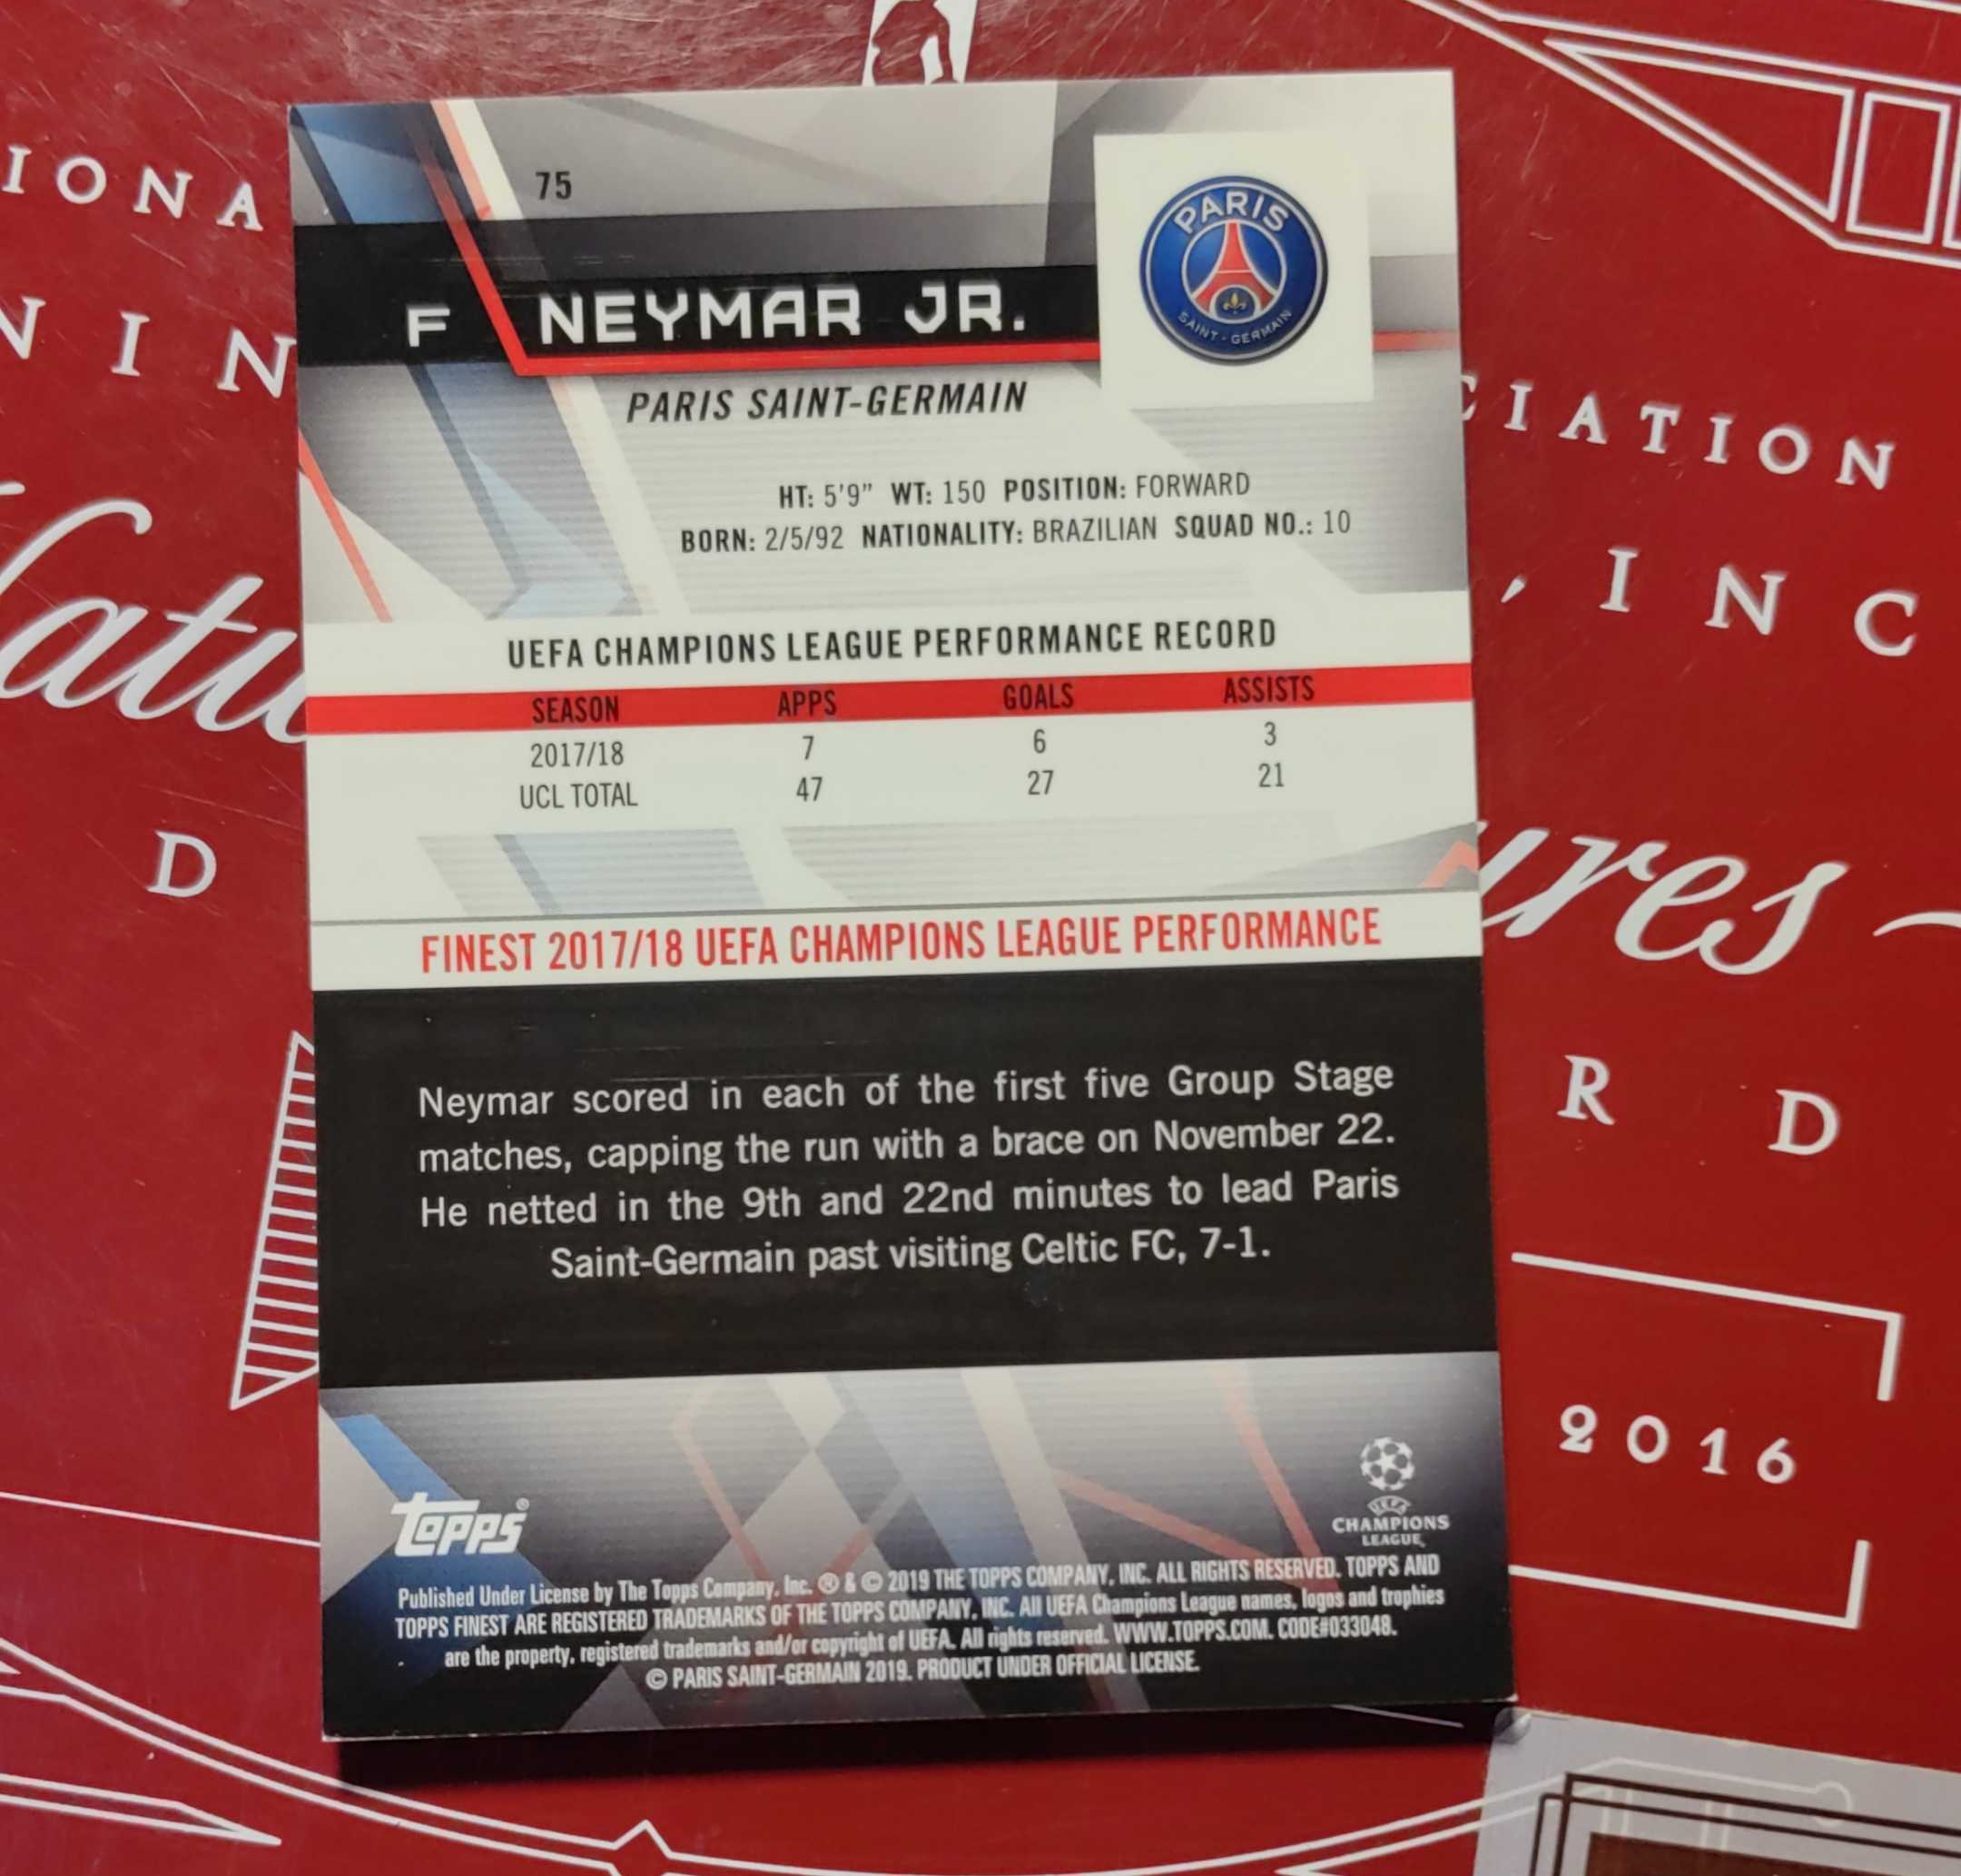 IONA
NIN
Natu
D
CIATION
, INC
ures
R D
2016
75
PARIS
SAINT-GERMAIN
F NEYMAR JR.
PARIS SAINT-GERMAIN
HT: 5'9" WT: 150 POSITION: FORWARD
BORN: 2/5/92 NATIONALITY: BRAZILIAN SQUAD NO.: 10
UEFA CHAMPIONS LEAGUE PERFORMANCE RECORD
SEASON APPS GOALS ASSISTS
2017/18 7 6 3
UCL TOTAL 47 27 21
FINEST 2017/18 UEFA CHAMPIONS LEAGUE PERFORMANCE
Neymar scored in each of the first five Group Stage
matches, capping the run with a brace on November 22.
He netted in the 9th and 22nd minutes to lead Paris
Saint-Germain past visiting Celtic FC, 7-1.
Topps®
UEFA
CHAMPIONS
LEAGUE
Published Under License by The Topps Company, Inc. ® & © 2019 THE TOPPS COMPANY, INC. ALL RIGHTS RESERVED. TOPPS AND
TOPPS FINEST ARE REGISTERED TRADEMARKS OF THE TOPPS COMPANY, INC. All UEFA Champions League names, logos and trophies
are the property, registered trademarks and/or copyright of UEFA. All rights reserved. WWW.TOPPS.COM. CODE#033048.
© PARIS SAINT-GERMAIN 2019. PRODUCT UNDER OFFICIAL LICENSE.